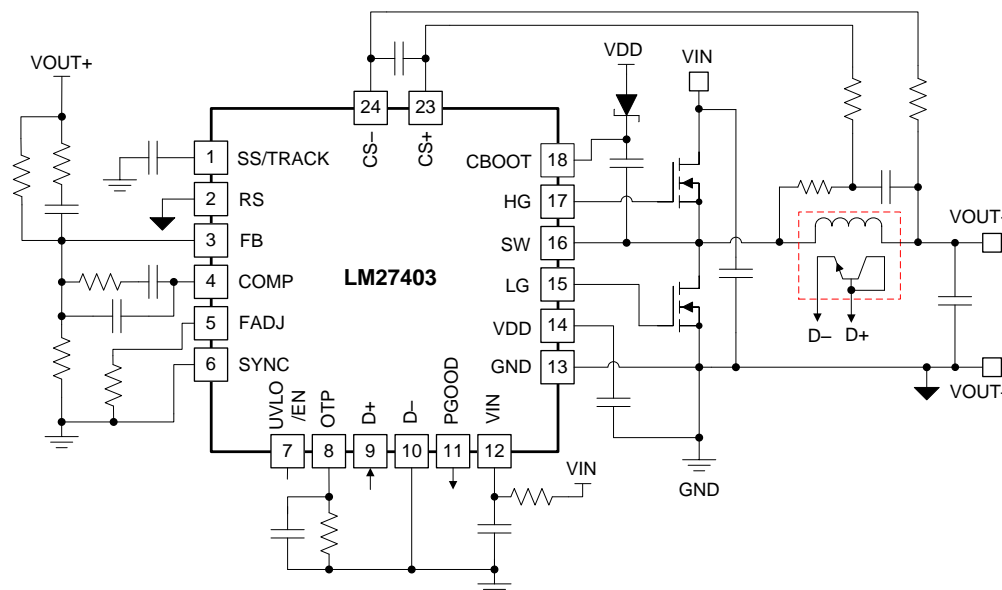 VOUT+
VDD
VIN
24
23
CS–
CS+
1
SS/TRACK
2
RS
3
FB
4
COMP
5
FADJ
6
SYNC
LM27403
CBOOT
18
HG
17
SW
16
LG
15
VDD
14
GND
13
VOUT+
D–
D+
VOUT–
GND
UVLO
/EN
OTP
D+
D–
PGOOD
VIN
7
8
9
10
11
12
VIN